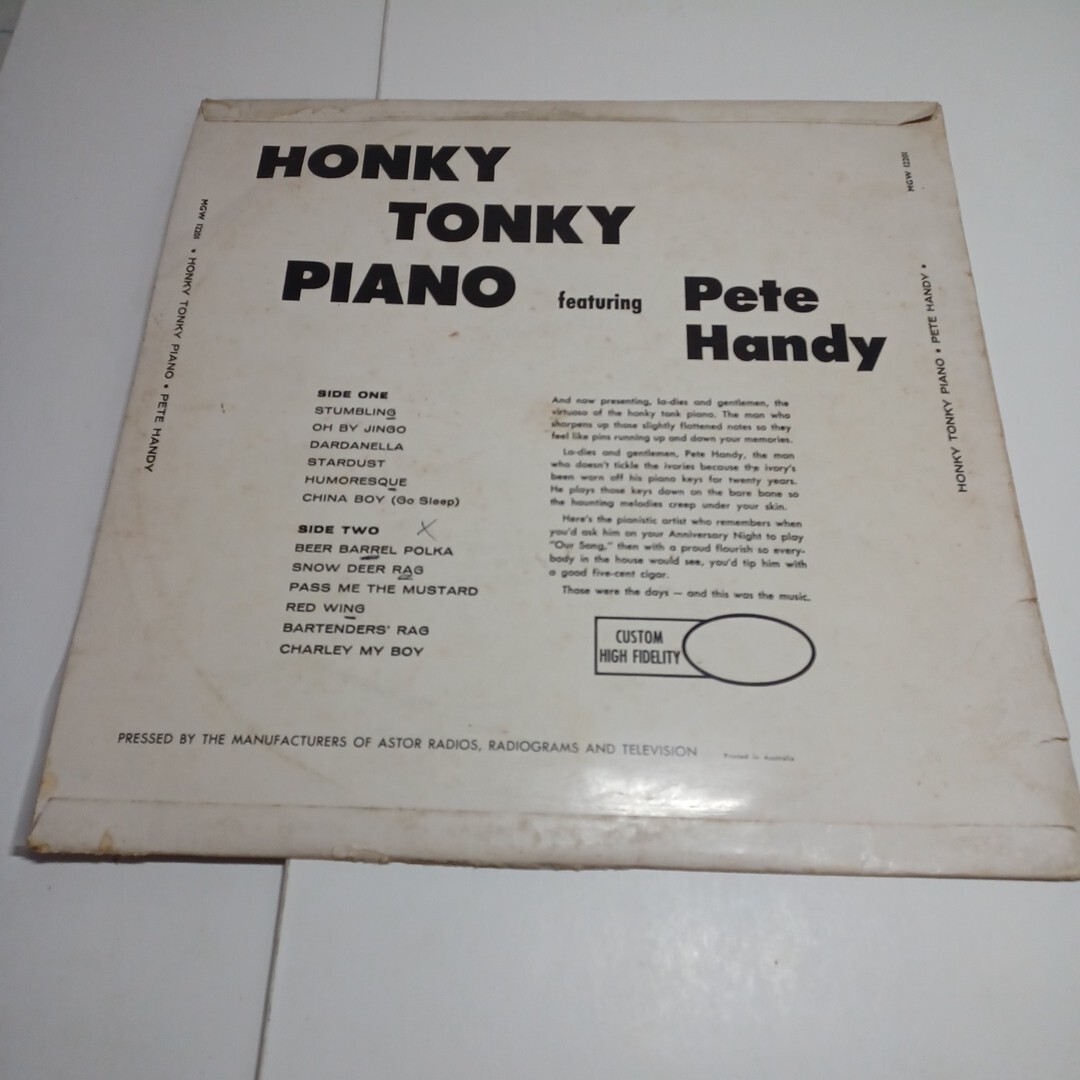 HONKY
TONKY
PIANO featuring Pete
Handy
MGW 12201 • HONKY TONKY PIANO • PETE HANDY
SIDE ONE
STUMBLING
OH BY JINGO
DARDANELLA
STARDUST
HUMORESQUE
CHINA BOY (Go Sleep)
SIDE TWO X
BEER BARREL POLKA
SNOW DEER RAG
PASS ME THE MUSTARD
RED WING
BARTENDERS' RAG
CHARLEY MY BOY
And now presenting, la-dies and gentlemen, the
virtuoso of the honky tonk piano. The man who
sharpens up those slightly flattened notes so they
feel like pins running up and down your memories.
La-dies and gentlemen, Pete Handy, the man
who doesn't tickle the ivories because the ivory's
been worn off his piano keys for twenty years.
He plays those keys down on the bare bone so
the haunting melodies creep under your skin.
Here's the pianistic artist who remembers when
you'd ask him on your Anniversary Night to play
"Our Song," then with a proud flourish so every-
body in the house would see, you'd tip him with
a good five-cent cigar.
Those were the days — and this was the music.
CUSTOM
HIGH FIDELITY
HONKY TONKY PIANO • PETE HANDY • MGW 12201
PRESSED BY THE MANUFACTURERS OF ASTOR RADIOS, RADIOGRAMS AND TELEVISION
Printed in Australia